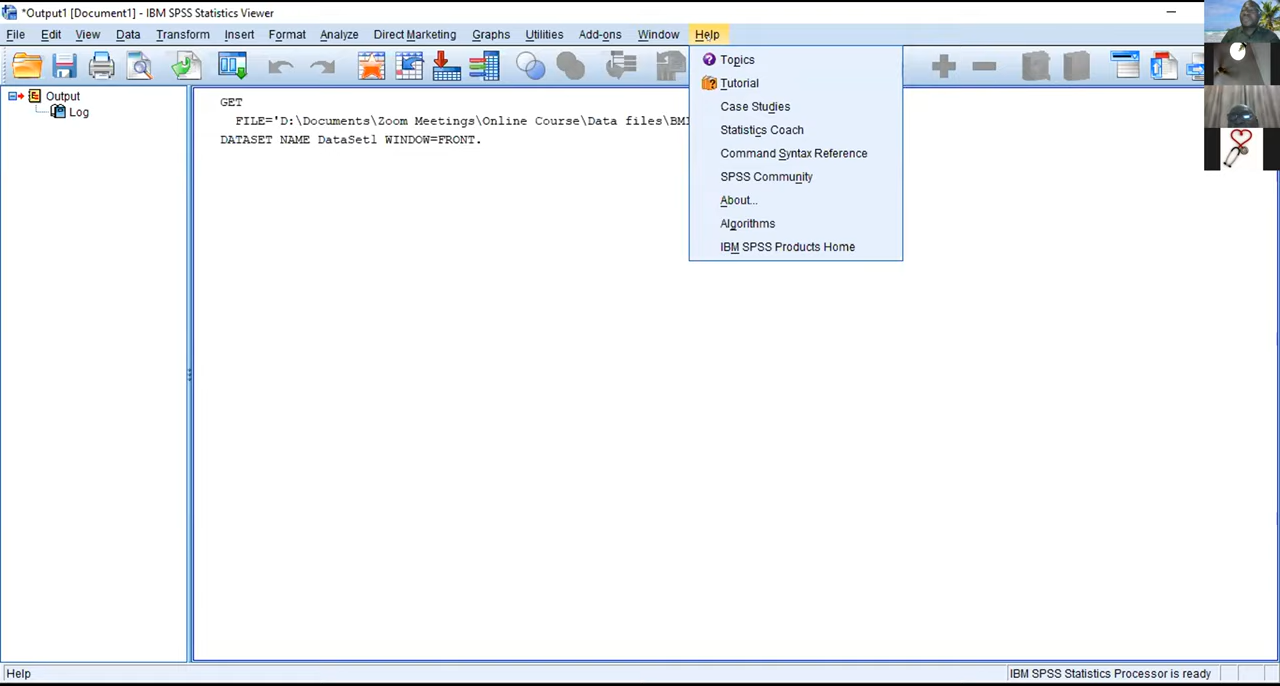 *Output1 [Document1] - IBM SPSS Statistics Viewer
File Edit View Data Transform Insert Format Analyze Direct Marketing Graphs Utilities Add-ons Window Help
Output
Log
GET
FILE='D:\Documents\Zoom Meetings\Online Course\Data files\BMI
DATASET NAME DataSet1 WINDOW=FRONT.
Topics
Tutorial
Case Studies
Statistics Coach
Command Syntax Reference
SPSS Community
About...
Algorithms
IBM SPSS Products Home
Help
IBM SPSS Statistics Processor is ready